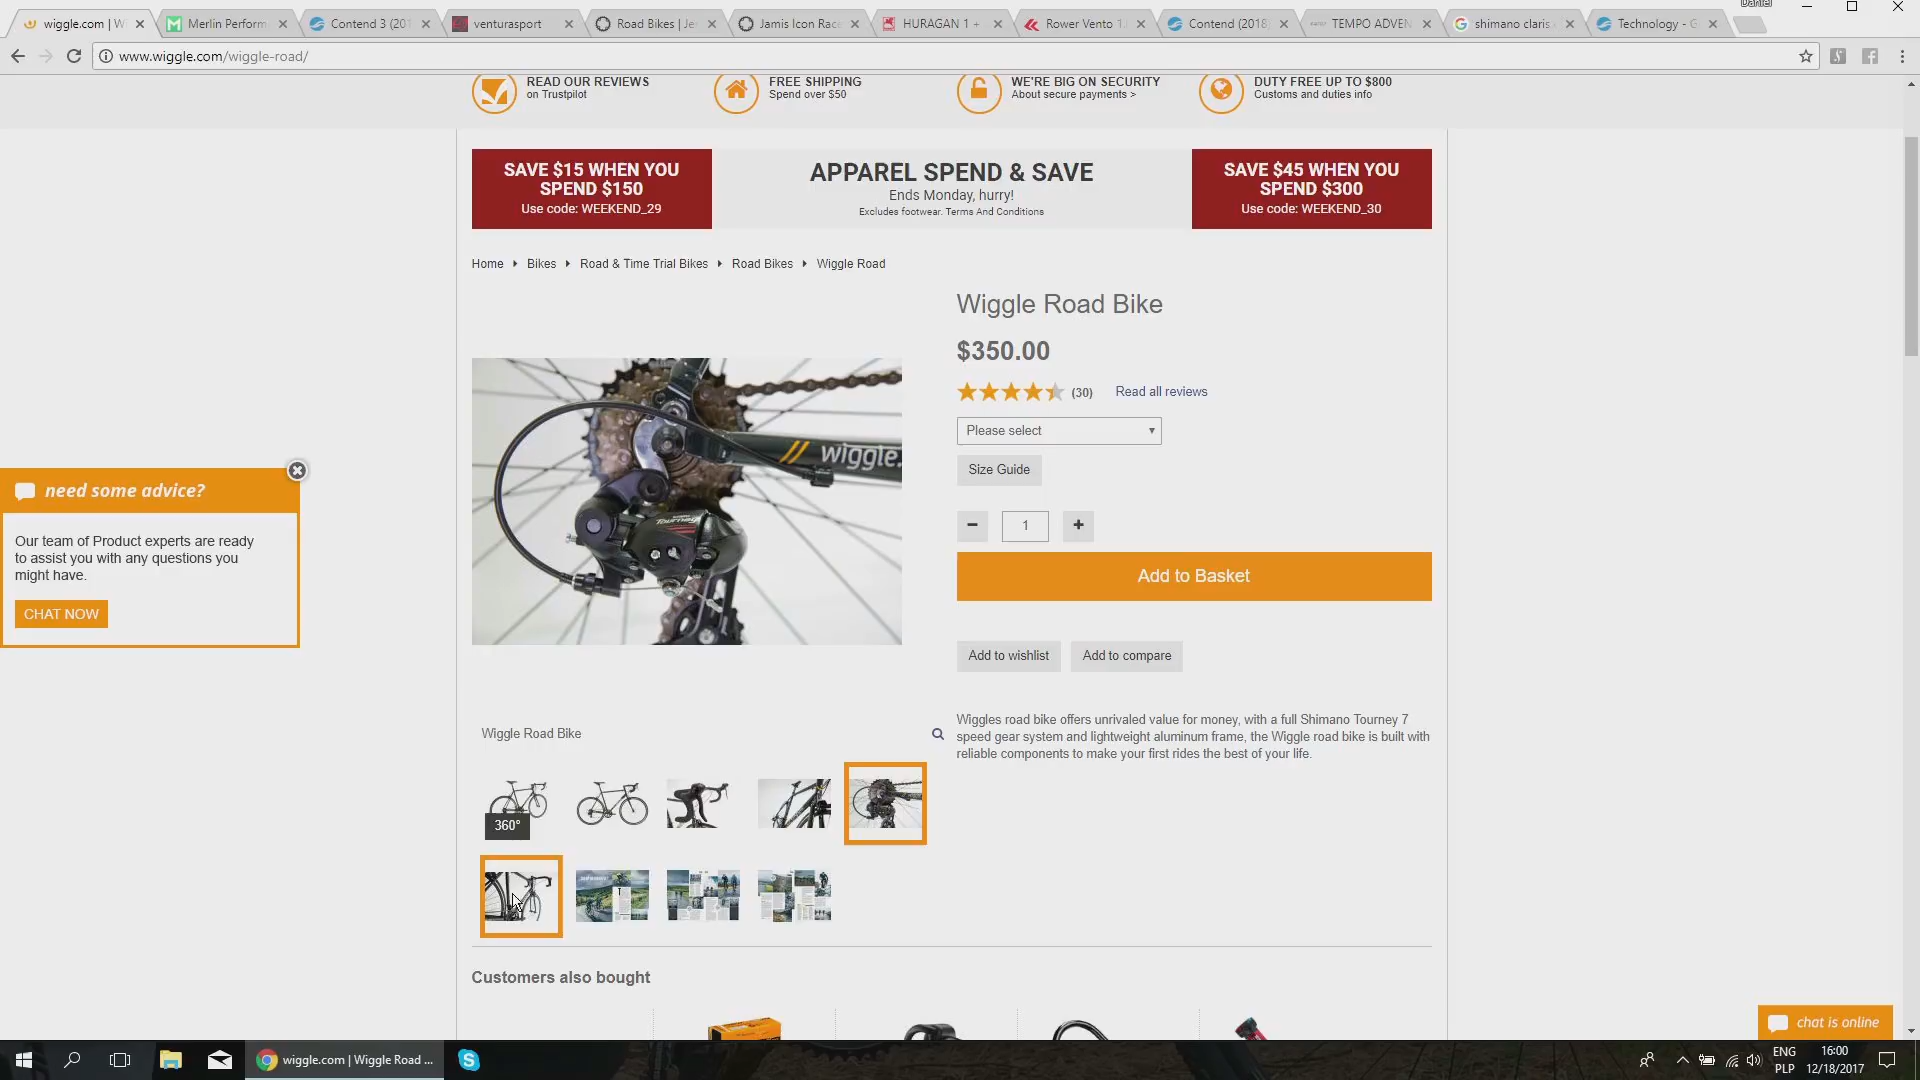 Daniel
wiggle.com | W
Merlin Perform
Contend 3 (201
venturasport
Road Bikes | Je
Jamis Icon Race
HURAGAN 1 +
Rower Vento 1.
Contend (2018
TEMPO ADVEN
shimano claris
Technology - G
www.wiggle.com/wiggle-road/
READ OUR REVIEWS
on Trustpilot
FREE SHIPPING
Spend over $50
WE'RE BIG ON SECURITY
About secure payments >
DUTY FREE UP TO $800
Customs and duties info
SAVE $15 WHEN YOU
SPEND $150
Use code: WEEKEND_29
APPAREL SPEND & SAVE
Ends Monday, hurry!
Excludes footwear. Terms And Conditions
SAVE $45 WHEN YOU
SPEND $300
Use code: WEEKEND_30
Home
Bikes
Road & Time Trial Bikes
Road Bikes
Wiggle Road
wiggle.
Tourney
Wiggle Road Bike
$350.00
(30)
Read all reviews
Please select
Size Guide
1
Add to Basket
Add to wishlist
Add to compare
Wiggles road bike offers unrivaled value for money, with a full Shimano Tourney 7
speed gear system and lightweight aluminum frame, the Wiggle road bike is built with
reliable components to make your first rides the best of your life.
need some advice?
Our team of Product experts are ready
to assist you with any questions you
might have.
CHAT NOW
Wiggle Road Bike
360°
Customers also bought
chat is online
wiggle.com | Wiggle Road ...
ENG
PLP
16:00
12/18/2017